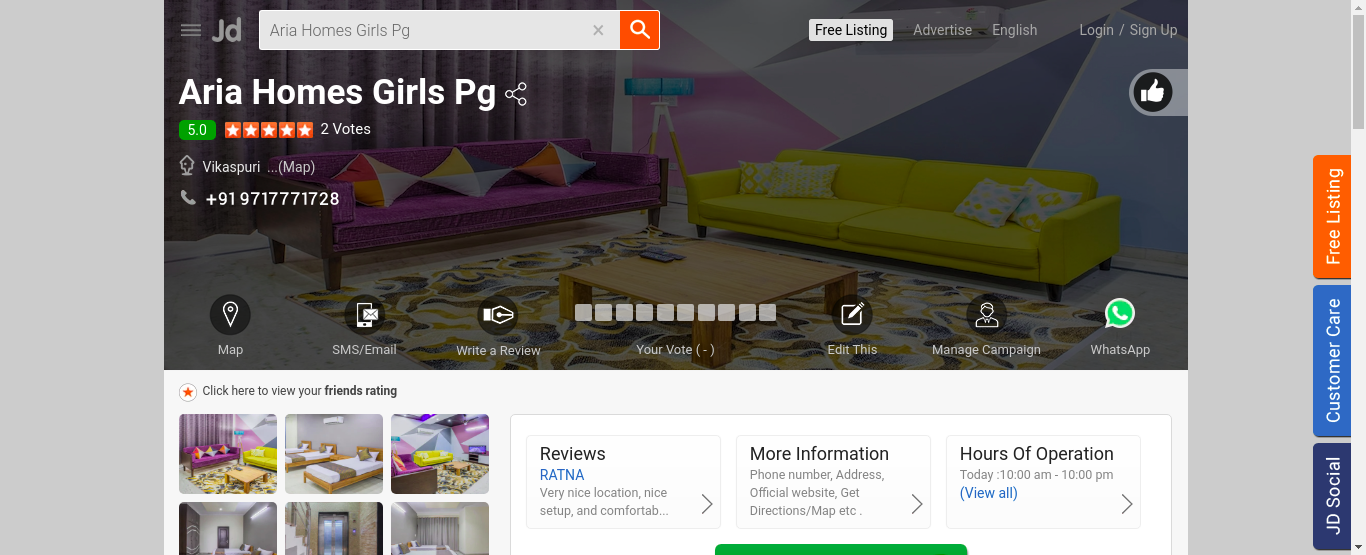 Jd
Aria Homes Girls Pg
Free Listing
Advertise
English
Login / Sign Up
Aria Homes Girls Pg
5.0
2 Votes
Vikaspuri ...(Map)
+91 9717771728
Map
SMS/Email
Write a Review
Your Vote ( - )
Edit This
Manage Campaign
WhatsApp
Click here to view your friends rating
Reviews
RATNA
Very nice location, nice
setup, and comfortab...
More Information
Phone number, Address,
Official website, Get
Directions/Map etc .
Hours Of Operation
Today :10:00 am - 10:00 pm
(View all)
Free Listing
Customer Care
JD Social